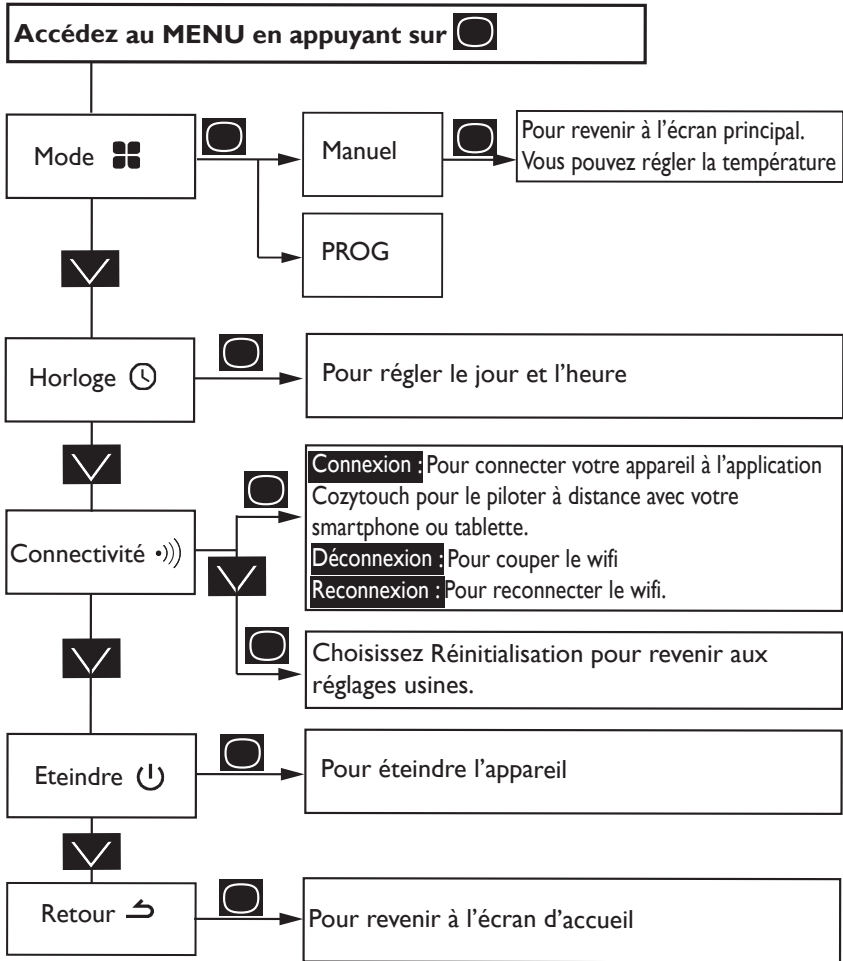 Accédez au MENU en appuyant sur
Mode
Manuel
Pour revenir à l'écran principal.
Vous pouvez régler la température
PROG
Horloge
Pour régler le jour et l'heure
Connectivité
Connexion : Pour connecter votre appareil à l'application
Cozytouch pour le piloter à distance avec votre
smartphone ou tablette.
Déconnexion : Pour couper le wifi
Reconnexion : Pour reconnecter le wifi.
Choisissez Réinitialisation pour revenir aux
réglages usines.
Eteindre
Pour éteindre l'appareil
Retour
Pour revenir à l'écran d'accueil